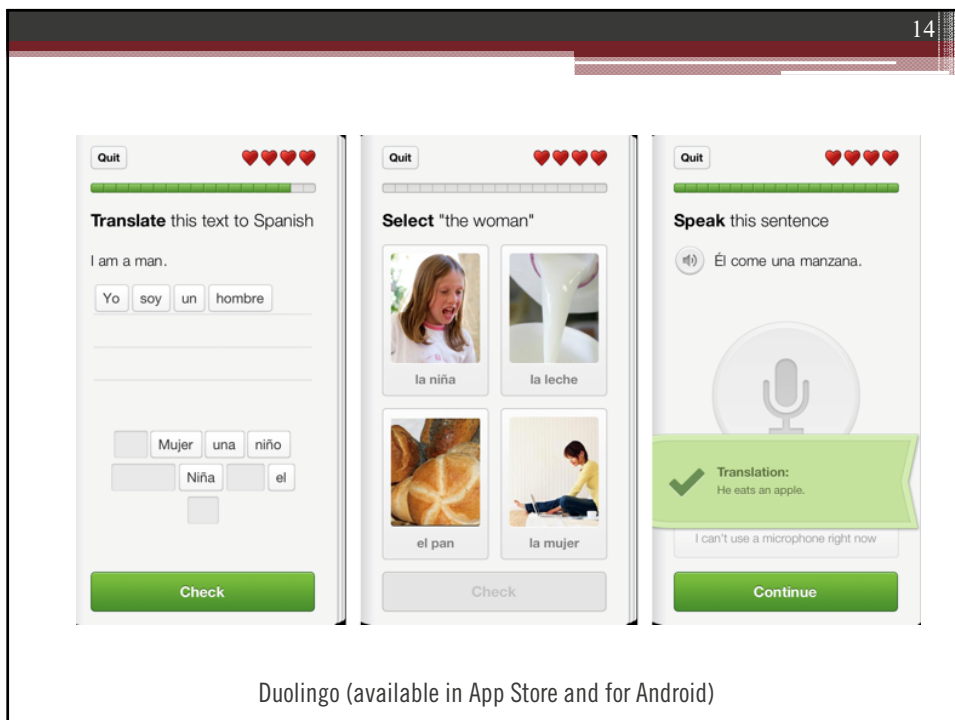 14
Quit
Translate this text to Spanish
I am a man.
Yo soy un hombre
Mujer una niño
Niña el
Check
Quit
Select "the woman"
la niña
la leche
el pan
la mujer
Check
Quit
Speak this sentence
Él come una manzana.
Translation:
He eats an apple.
I can't use a microphone right now
Continue
Duolingo (available in App Store and for Android)